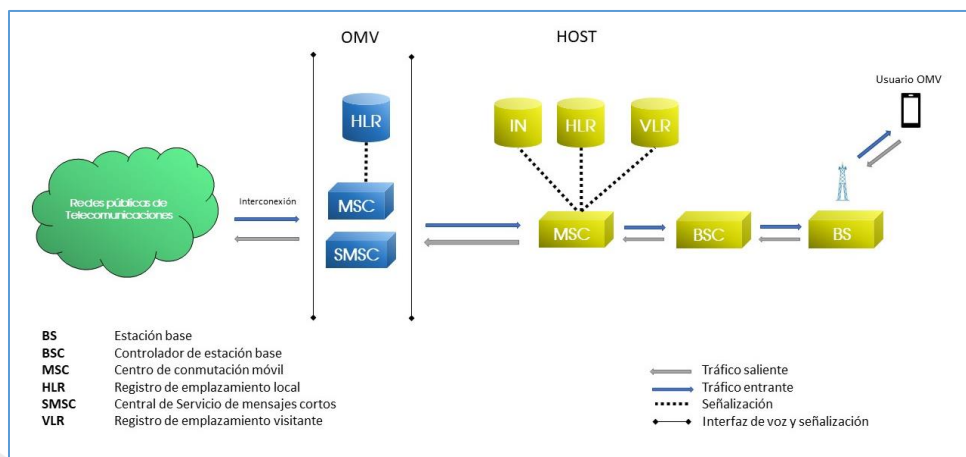 OMV
HOST
Usuario OMV
HLR
IN
HLR
VLR
Redes públicas de
Telecomunicaciones
Interconexión
MSC
SMSC
MSC
BSC
BS
BS Estación base
BSC Controlador de estación base
MSC Centro de conmutación móvil
HLR Registro de emplazamiento local
SMSC Central de Servicio de mensajes cortos
VLR Registro de emplazamiento visitante
Tráfico saliente
Tráfico entrante
Señalización
Interfaz de voz y señalización